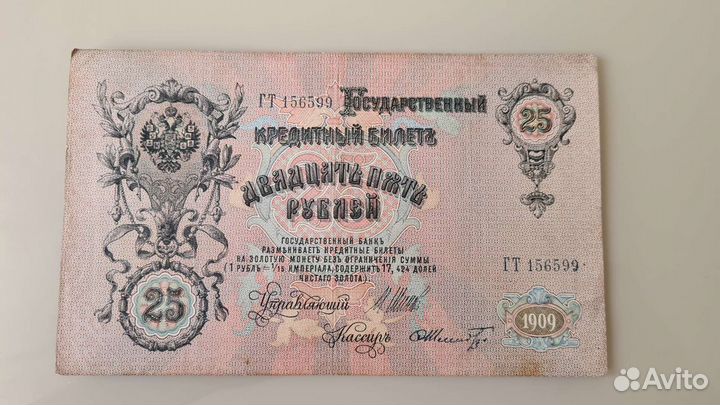 ГТ 156599 Государственный
25
кредитный билетъ
двадцать пять
рублей
Государственный банкъ
размѣниваетъ кредитные билеты
на золотую монету безъ ограниченія суммы
(1 рубль = 1/15 имперіала, содержитъ 17,424 долей
чистаго золота).
ГТ 156599
25
Управляющій
Кассиръ
1909
Avito